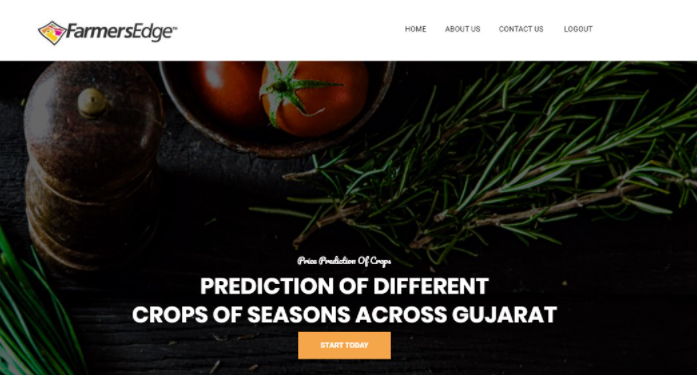 FarmersEdge™
HOME ABOUT US CONTACT US LOGOUT
Price Prediction Of Crops
PREDICTION OF DIFFERENT
CROPS OF SEASONS ACROSS GUJARAT
START TODAY